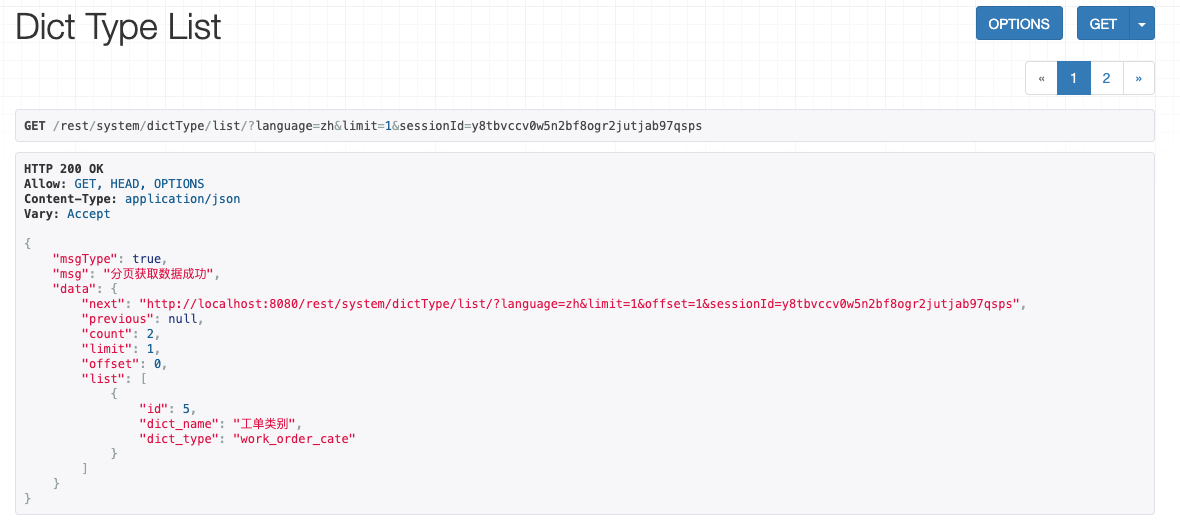 Dict Type List
OPTIONS
GET
« 1 2 »
GET /rest/system/dictType/list/?language=zh&limit=1&sessionId=y8tbvccv0w5n2bf8ogr2jutjab97qsps
HTTP 200 OK
Allow: GET, HEAD, OPTIONS
Content-Type: application/json
Vary: Accept
{
"msgType": true,
"msg": "分页获取数据成功",
"data": {
"next": "http://localhost:8080/rest/system/dictType/list/?language=zh&limit=1&offset=1&sessionId=y8tbvccv0w5n2bf8ogr2jutjab97qsps",
"previous": null,
"count": 2,
"limit": 1,
"offset": 0,
"list": [
{
"id": 5,
"dict_name": "工单类别",
"dict_type": "work_order_cate"
}
]
}
}